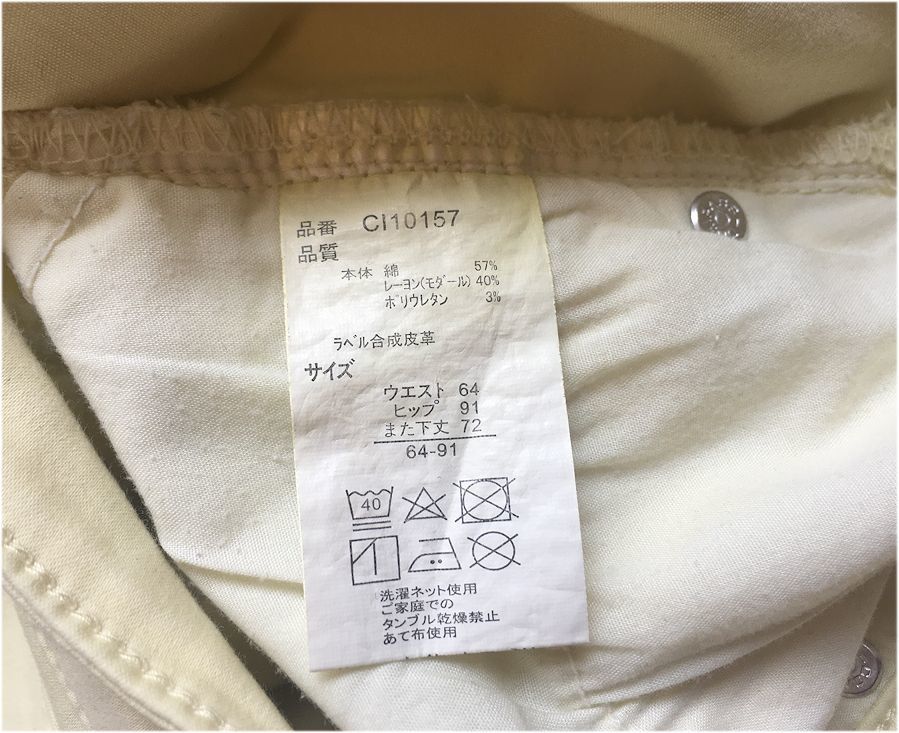 品番 CI10157
品質
本体 綿 57%
レーヨン(モダール) 40%
ポリウレタン 3%
ラベル合成皮革
サイズ
ウエスト 64
ヒップ 91
また下丈 72
64-91
40
洗濯ネット使用
ご家庭での
タンブル乾燥禁止
あて布使用